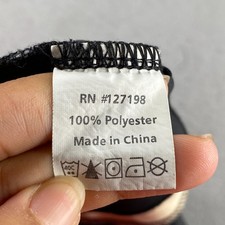 RN #127198
100% Polyester
Made in China